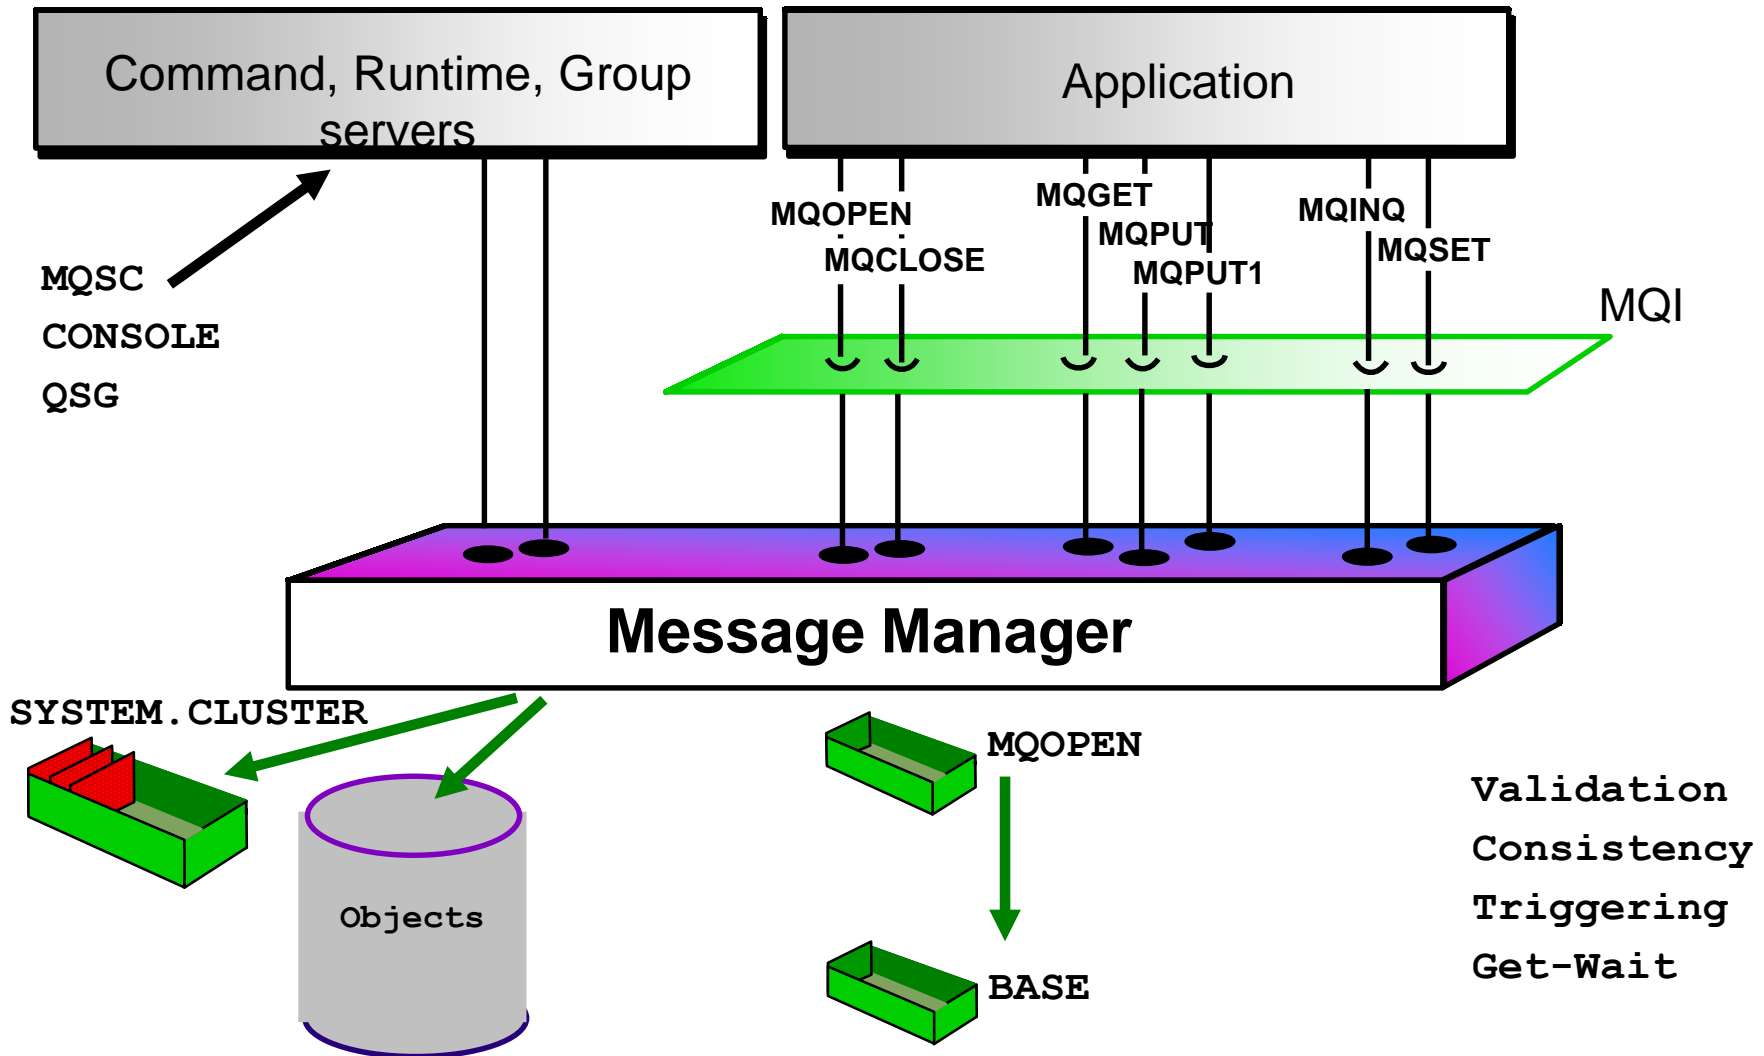 Command, Runtime, Group
servers
Application
MQOPEN
MQCLOSE
MQGET
MQPUT
MQPUT1
MQINQ
MQSET
MQSC
CONSOLE
QSG
MQI
Message Manager
SYSTEM.CLUSTER
Objects
MQOPEN
BASE
Validation
Consistency
Triggering
Get-Wait